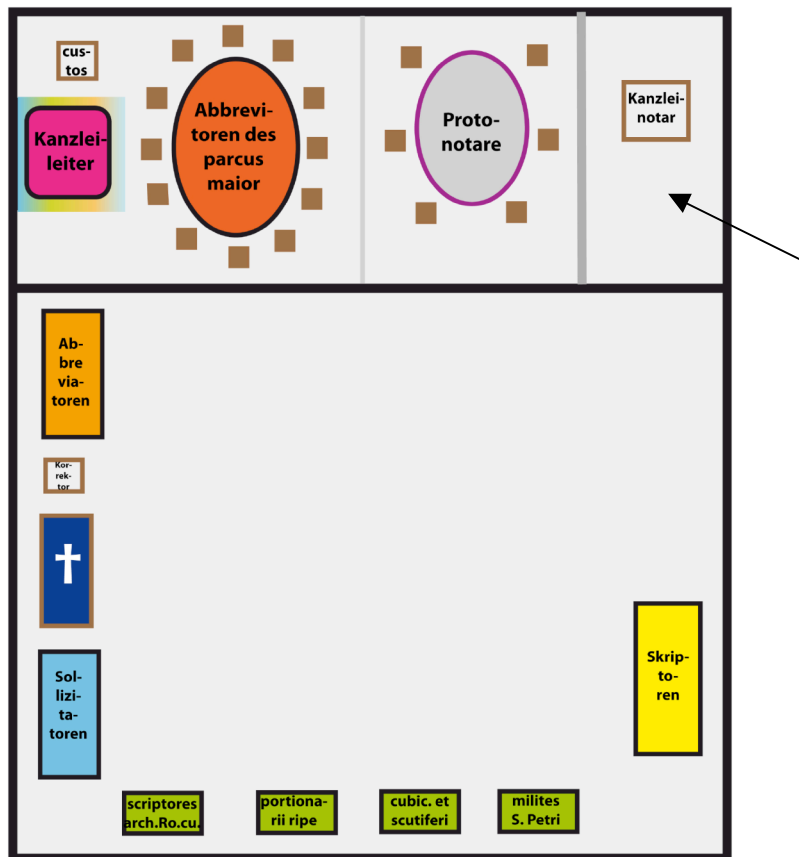 cus-
tos
Kanzlei-
leiter
Abbrevi-
toren des
parcus
maior
Proto-
notare
Kanzlei-
notar
Ab-
bre
via-
toren
Kor-
rek-
tor
Sol-
lizi-
ta-
toren
Skrip-
to-
ren
scriptores
arch.Ro.cu.
portiona-
rii ripe
cubic. et
scutiferi
milites
S. Petri